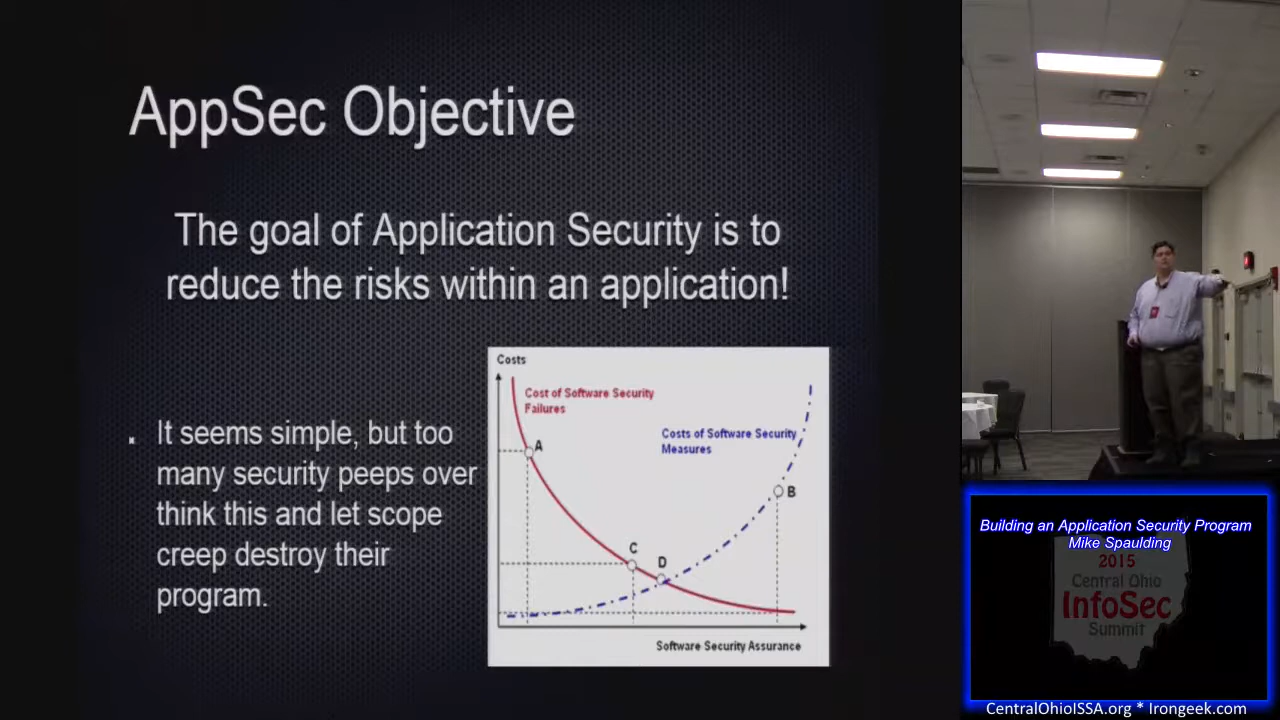 AppSec Objective
The goal of Application Security is to
reduce the risks within an application!
It seems simple, but too
many security peeps over
think this and let scope
creep destroy their
program.
Costs
Cost of Software Security
Failures
Costs of Software Security
Measures
A
B
C
D
Software Security Assurance
Building an Application Security Program
Mike Spaulding
2015
Central Ohio
InfoSec
Summit
CentralOhioISSA.org * Irongeek.com